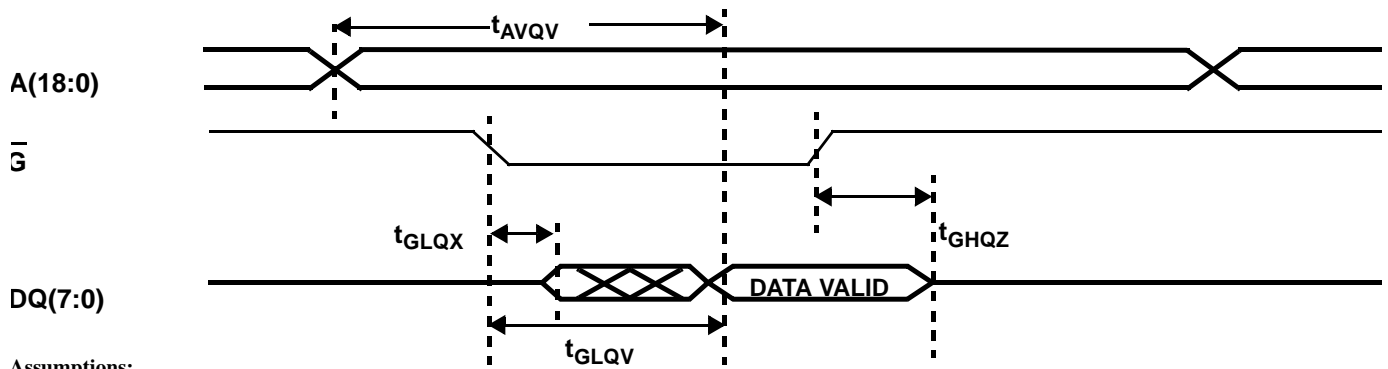 tAVQV
A(18:0)
G
tGLQX
tGHQZ
DQ(7:0)
DATA VALID
tGLQV
Assumptions: